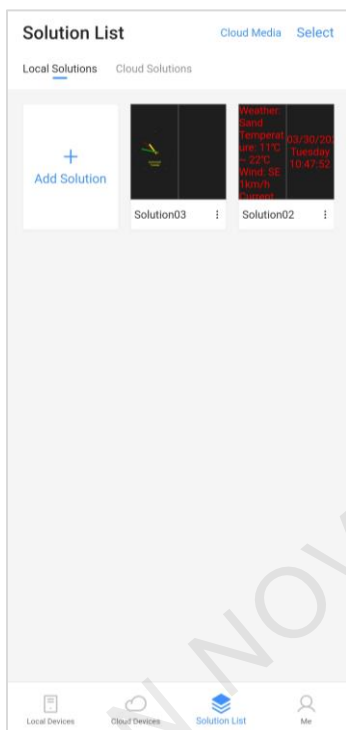 Solution List
Cloud Media
Select
Local Solutions
Cloud Solutions
+
Add Solution
Weather:
Sand
Temperat
ure: 11℃
~ 22℃
Wind: SE
1km/h
Current
03/30/202
Tuesday
10:47:52
Solution03
Solution02
Local Devices
Cloud Devices
Solution List
Me